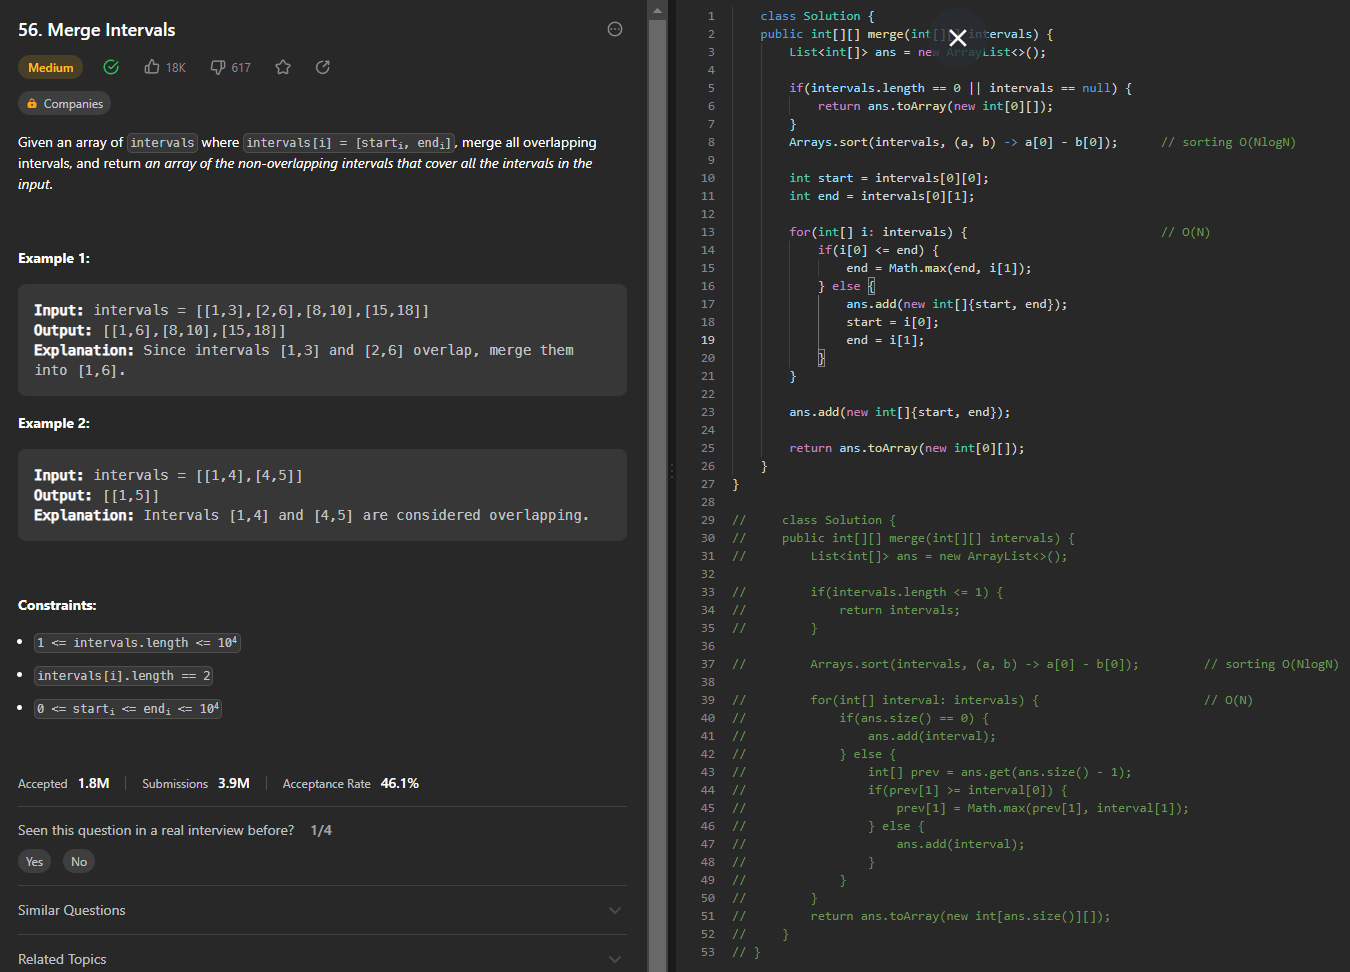 56. Merge Intervals
Medium 18K 617
Companies
Given an array of intervals where intervals[i] = [starti, endi], merge all overlapping
intervals, and return an array of the non-overlapping intervals that cover all the intervals in the
input.
Example 1:
Input: intervals = [[1,3],[2,6],[8,10],[15,18]]
Output: [[1,6],[8,10],[15,18]]
Explanation: Since intervals [1,3] and [2,6] overlap, merge them
into [1,6].
Example 2:
Input: intervals = [[1,4],[4,5]]
Output: [[1,5]]
Explanation: Intervals [1,4] and [4,5] are considered overlapping.
Constraints:
• 1 <= intervals.length <= 10⁴
• intervals[i].length == 2
• 0 <= starti <= endi <= 10⁴
Accepted 1.8M Submissions 3.9M Acceptance Rate 46.1%
Seen this question in a real interview before? 1/4
Yes No
Similar Questions
Related Topics
1 class Solution {
2 public int[][] merge(int[][] intervals) {
3 List<int[]> ans = new ArrayList<>();
4
5 if(intervals.length == 0 || intervals == null) {
6 return ans.toArray(new int[0][]);
7 }
8 Arrays.sort(intervals, (a, b) -> a[0] - b[0]); // sorting O(NlogN)
9
10 int start = intervals[0][0];
11 int end = intervals[0][1];
12
13 for(int[] i: intervals) { // O(N)
14 if(i[0] <= end) {
15 end = Math.max(end, i[1]);
16 } else {
17 ans.add(new int[]{start, end});
18 start = i[0];
19 end = i[1];
20 }
21 }
22
23 ans.add(new int[]{start, end});
24
25 return ans.toArray(new int[0][]);
26 }
27 }
28
29 // class Solution {
30 // public int[][] merge(int[][] intervals) {
31 // List<int[]> ans = new ArrayList<>();
32
33 // if(intervals.length <= 1) {
34 // return intervals;
35 // }
36
37 // Arrays.sort(intervals, (a, b) -> a[0] - b[0]); // sorting O(NlogN)
38
39 // for(int[] interval: intervals) { // O(N)
40 // if(ans.size() == 0) {
41 // ans.add(interval);
42 // } else {
43 // int[] prev = ans.get(ans.size() - 1);
44 // if(prev[1] >= interval[0]) {
45 // prev[1] = Math.max(prev[1], interval[1]);
46 // } else {
47 // ans.add(interval);
48 // }
49 // }
50 // }
51 // return ans.toArray(new int[ans.size()][]);
52 // }
53 // }